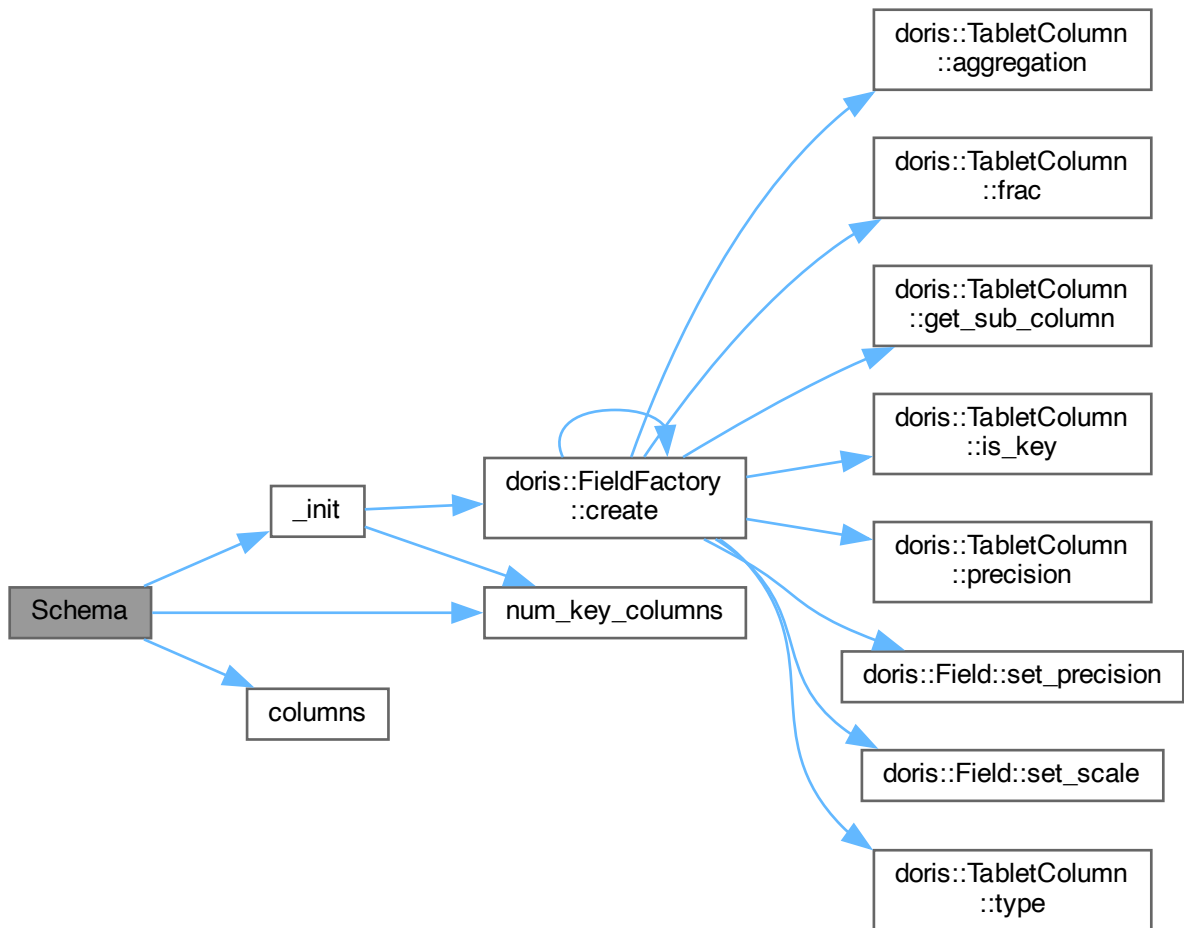 doris::TabletColumn
::aggregation
doris::TabletColumn
::frac
doris::TabletColumn
::get_sub_column
doris::TabletColumn
::is_key
doris::FieldFactory
::create
_init
doris::TabletColumn
::precision
Schema
num_key_columns
doris::Field::set_precision
columns
doris::Field::set_scale
doris::TabletColumn
::type